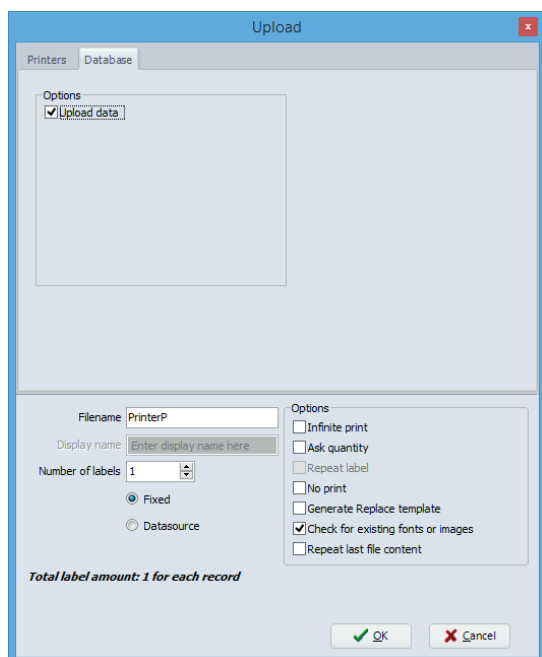 Upload
x
Printers Database
Options
Upload data
Filename PrinterP
Display name Enter display name here
Number of labels 1
Fixed
Datasource
Total label amount: 1 for each record
Options
Infinite print
Ask quantity
Repeat label
No print
Generate Replace template
Check for existing fonts or images
Repeat last file content
OK Cancel